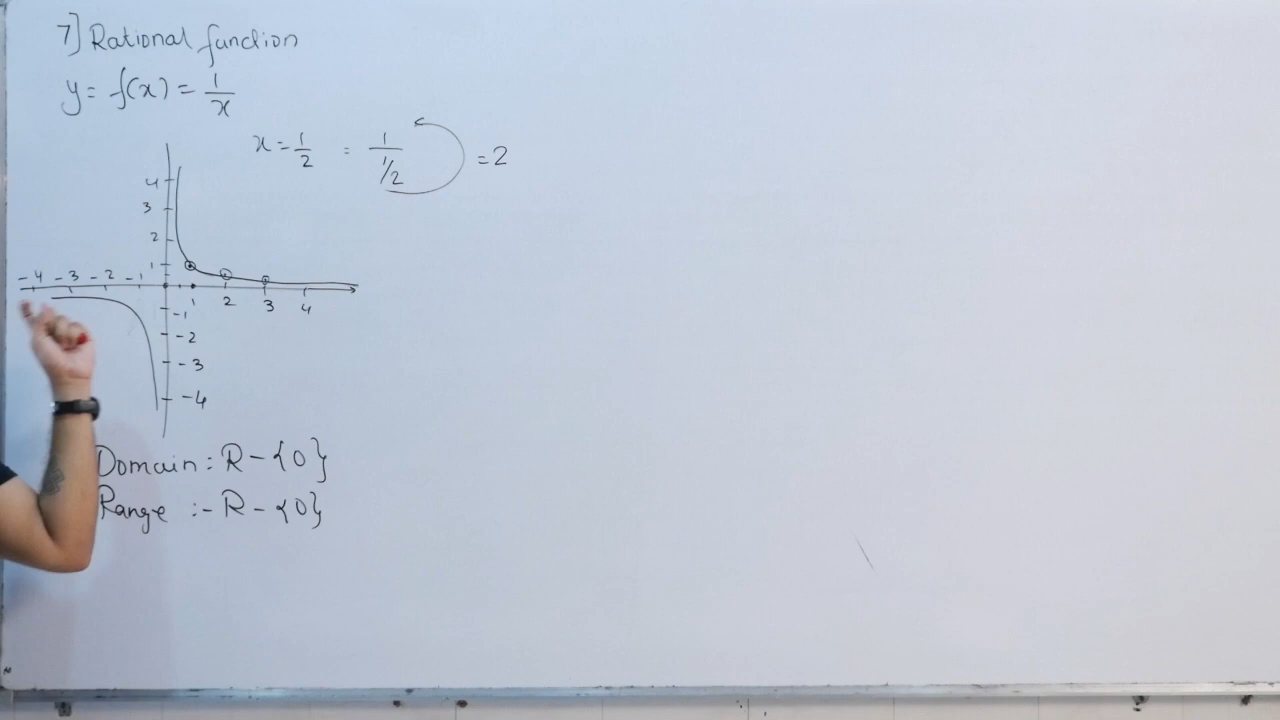 7] Rational function
y = f(x) = 1/x
x = 1/2 = 1/(1/2) = 2
4
3
2
1
-4 -3 -2 -1
1 2 3 4
-1
-2
-3
-4
Domain : R - {0}
Range :- R - {0}